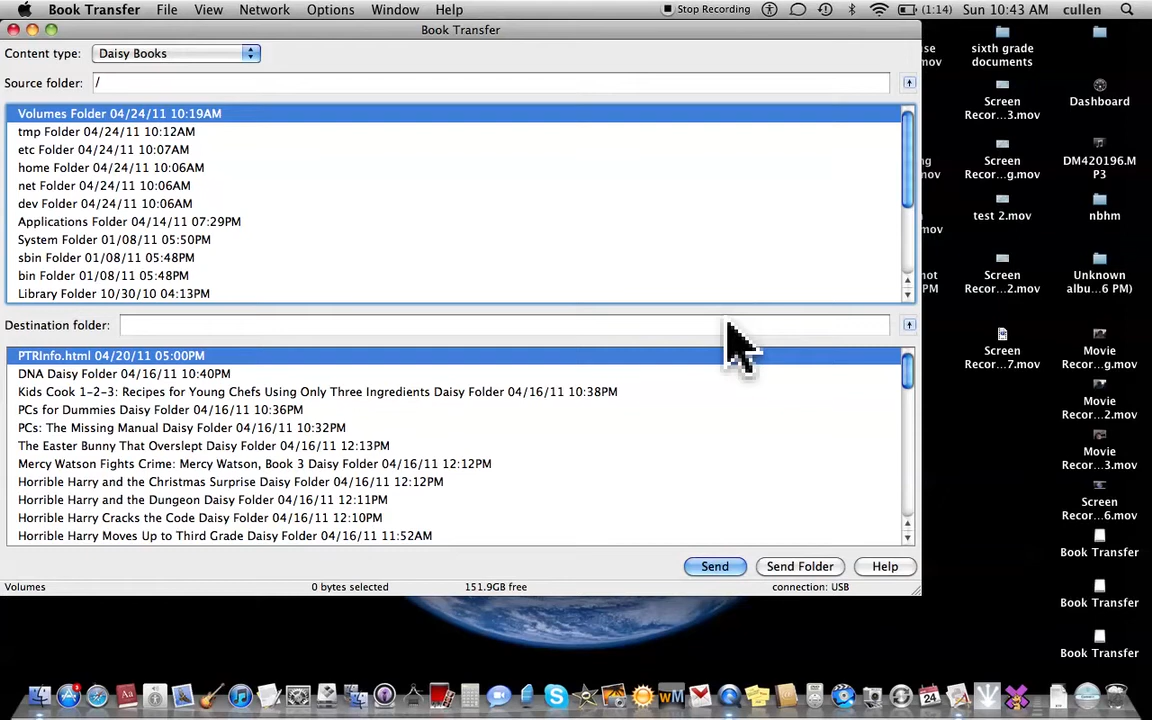 Book Transfer File View Network Options Window Help Stop Recording (1:14) Sun 10:43 AM cullen
Book Transfer
Content type: Daisy Books
Source folder: /
Volumes Folder 04/24/11 10:19AM
tmp Folder 04/24/11 10:12AM
etc Folder 04/24/11 10:07AM
home Folder 04/24/11 10:06AM
net Folder 04/24/11 10:06AM
dev Folder 04/24/11 10:06AM
Applications Folder 04/14/11 07:29PM
System Folder 01/08/11 05:50PM
sbin Folder 01/08/11 05:48PM
bin Folder 01/08/11 05:48PM
Library Folder 10/30/10 04:13PM
Destination folder:
PTRInfo.html 04/20/11 05:00PM
DNA Daisy Folder 04/16/11 10:40PM
Kids Cook 1-2-3: Recipes for Young Chefs Using Only Three Ingredients Daisy Folder 04/16/11 10:38PM
PCs for Dummies Daisy Folder 04/16/11 10:36PM
PCs: The Missing Manual Daisy Folder 04/16/11 10:32PM
The Easter Bunny That Overslept Daisy Folder 04/16/11 12:13PM
Mercy Watson Fights Crime: Mercy Watson, Book 3 Daisy Folder 04/16/11 12:12PM
Horrible Harry and the Christmas Surprise Daisy Folder 04/16/11 12:12PM
Horrible Harry and the Dungeon Daisy Folder 04/16/11 12:11PM
Horrible Harry Cracks the Code Daisy Folder 04/16/11 12:10PM
Horrible Harry Moves Up to Third Grade Daisy Folder 04/16/11 11:52AM
Send Send Folder Help
Volumes 0 bytes selected 151.9GB free connection: USB
sixth grade
documents
Screen
Recor...3.mov
Screen
Recor...g.mov
test 2.mov
Screen
Recor...2.mov
Screen
Recor...7.mov
Dashboard
DM420196.M
P3
nbhm
Unknown
albu...6 PM)
Movie
Recor...g.mov
Movie
Recor...2.mov
Movie
Recor...3.mov
Screen
Recor...6.mov
Book Transfer
Book Transfer
Book Transfer